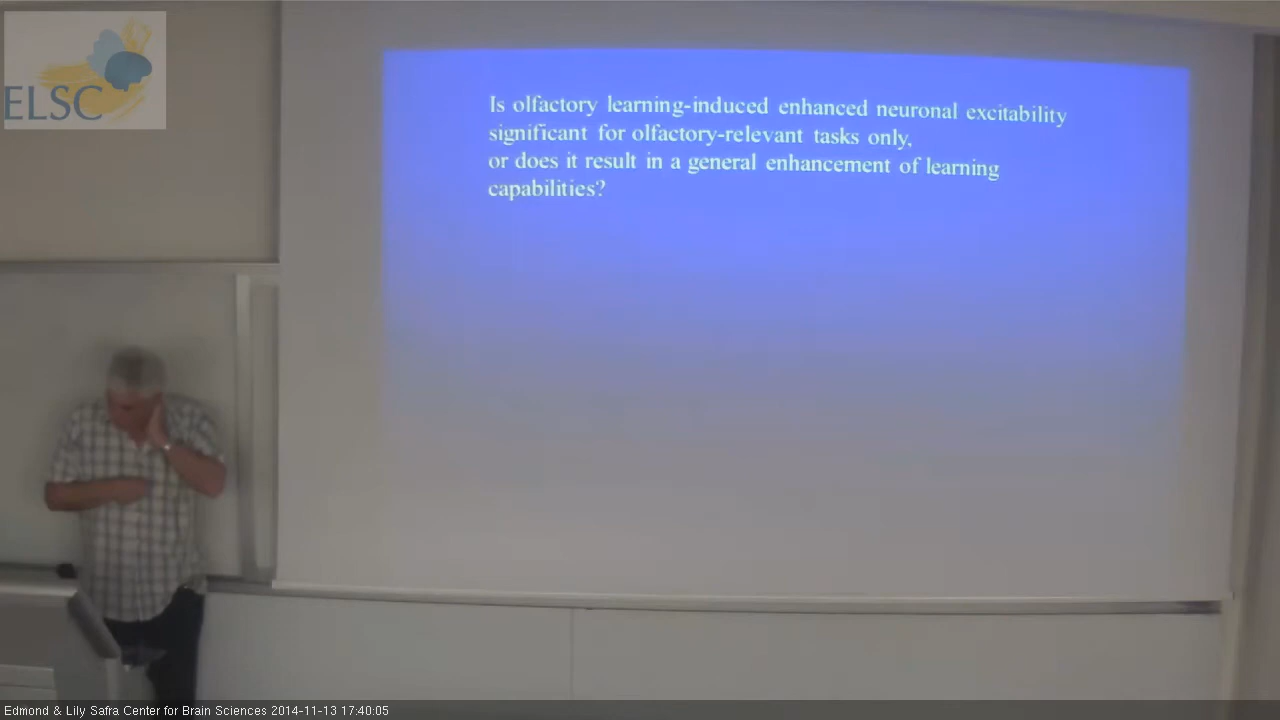 ELSC
Is olfactory learning-induced enhanced neuronal excitability
significant for olfactory-relevant tasks only,
or does it result in a general enhancement of learning
capabilities?
Edmond & Lily Safra Center for Brain Sciences 2014-11-13 17:40:05